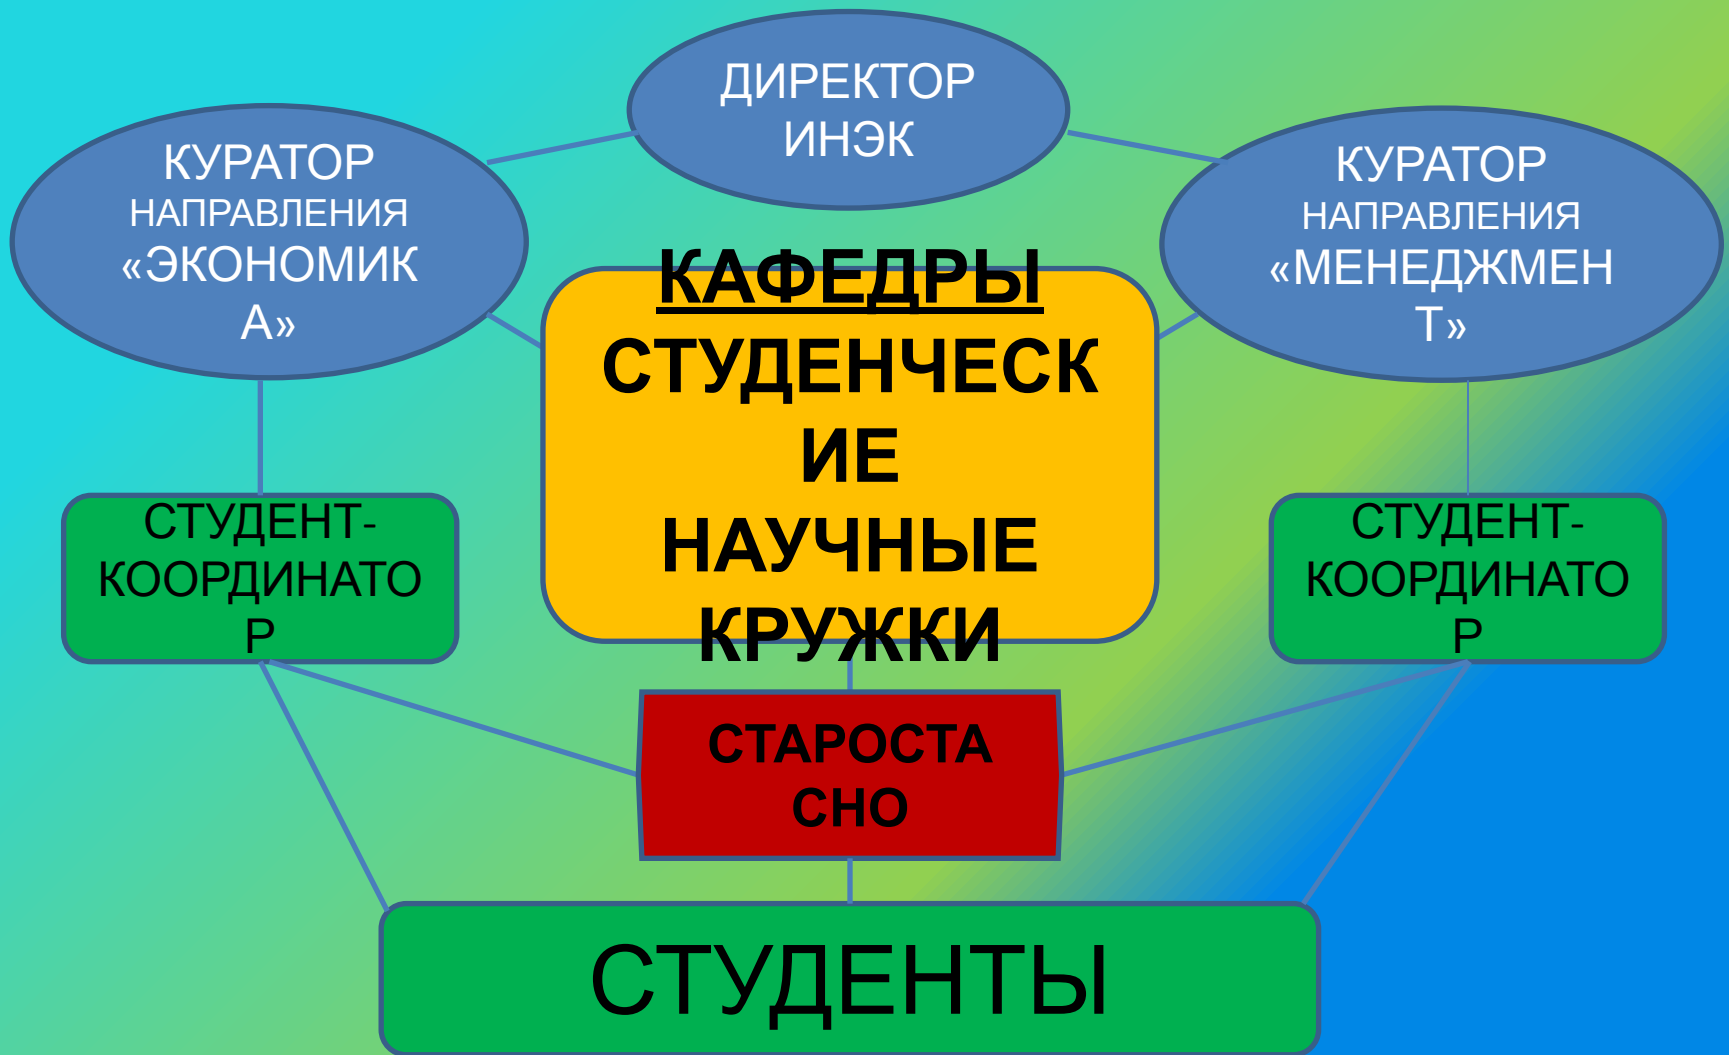 ДИРЕКТОР
ИНЭК
КУРАТОР
НАПРАВЛЕНИЯ
«ЭКОНОМИК
А»
КУРАТОР
НАПРАВЛЕНИЯ
«МЕНЕДЖМЕН
Т»
КАФЕДРЫ
СТУДЕНЧЕСК
ИЕ
НАУЧНЫЕ
КРУЖКИ
СТУДЕНТ-
КООРДИНАТО
Р
СТУДЕНТ-
КООРДИНАТО
Р
СТАРОСТА
СНО
СТУДЕНТЫ